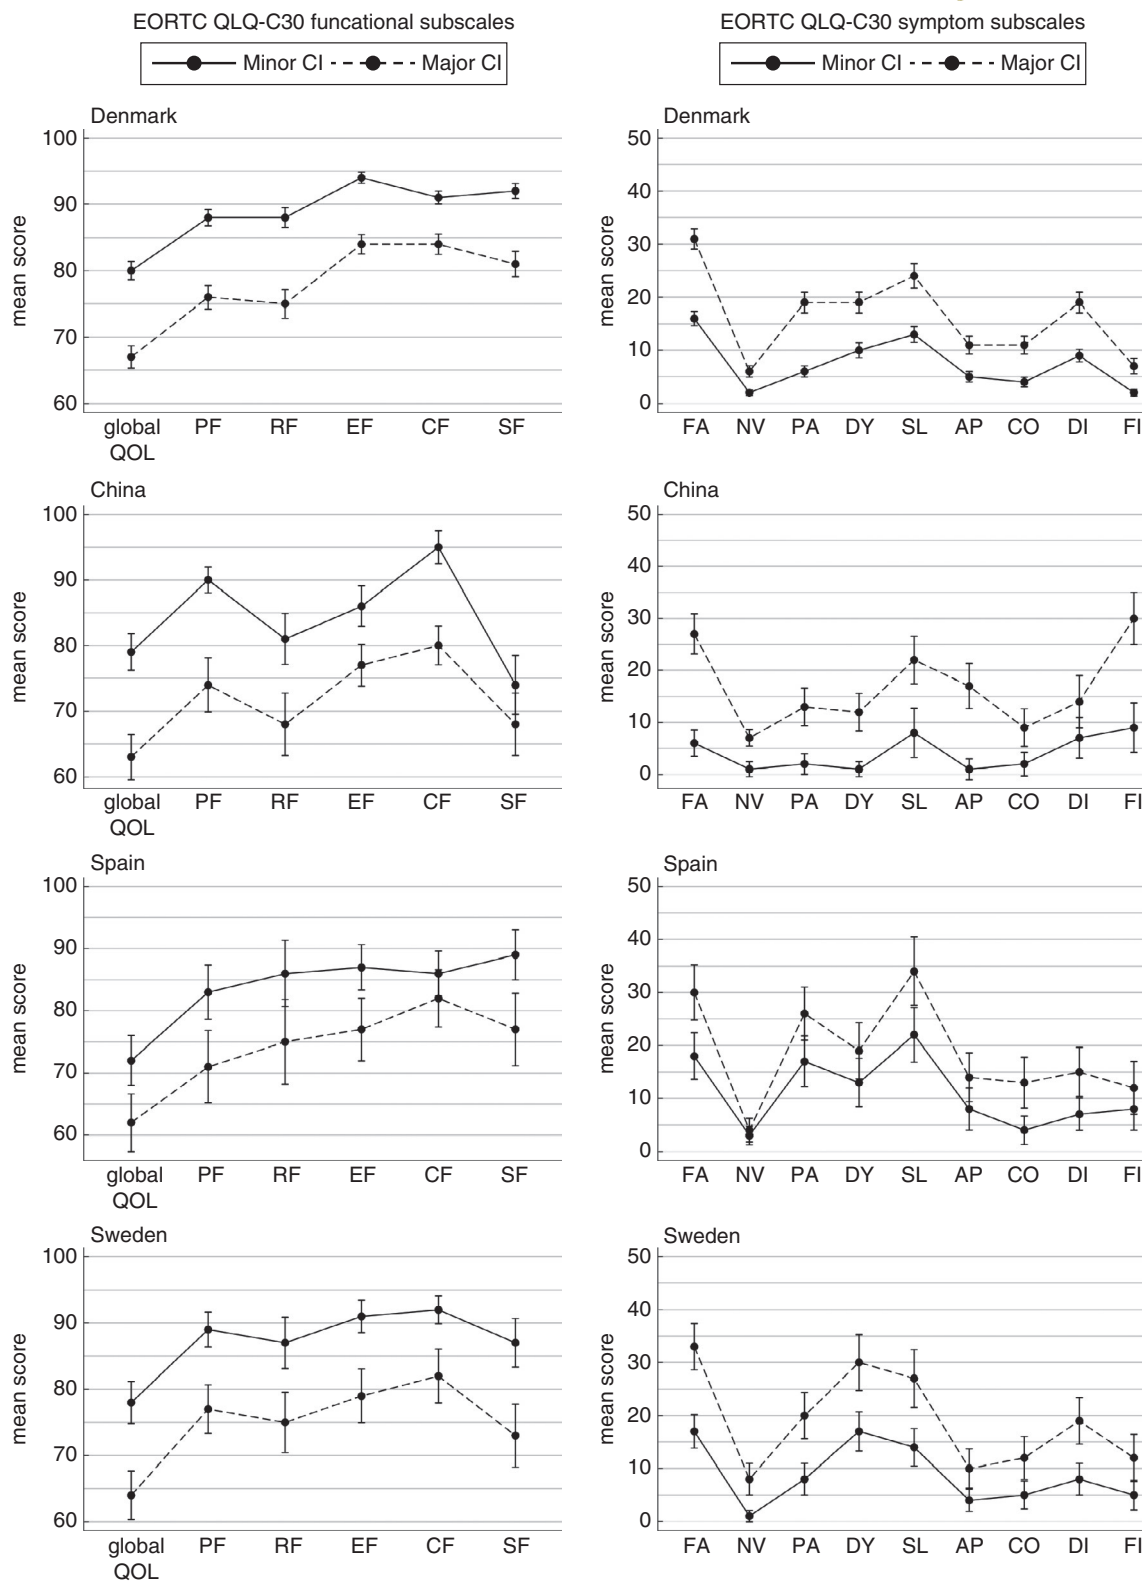 EORTC QLQ-C30 funcational subscales
Minor CI
Major CI
Denmark
mean score
100
90
80
70
60
global QOL
PF
RF
EF
CF
SF
China
mean score
100
90
80
70
60
global QOL
PF
RF
EF
CF
SF
Spain
mean score
100
90
80
70
60
global QOL
PF
RF
EF
CF
SF
Sweden
mean score
100
90
80
70
60
global QOL
PF
RF
EF
CF
SF
EORTC QLQ-C30 symptom subscales
Minor CI
Major CI
Denmark
mean score
50
40
30
20
10
0
FA
NV
PA
DY
SL
AP
CO
DI
FI
China
mean score
50
40
30
20
10
0
FA
NV
PA
DY
SL
AP
CO
DI
FI
Spain
mean score
50
40
30
20
10
0
FA
NV
PA
DY
SL
AP
CO
DI
FI
Sweden
mean score
50
40
30
20
10
0
FA
NV
PA
DY
SL
AP
CO
DI
FI